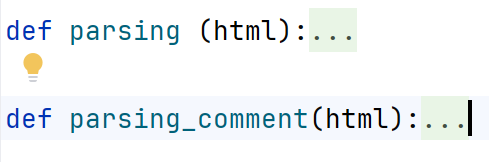 def parsing (html):...
def parsing_comment(html):...